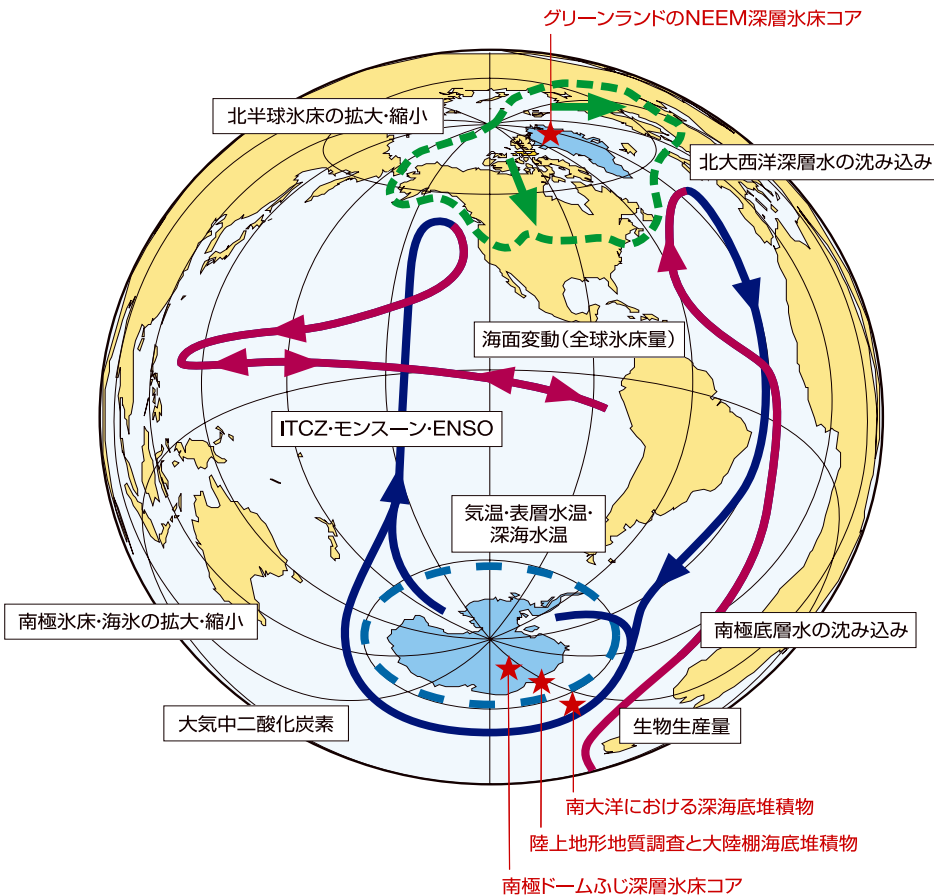 グリーンランドのNEEM深層氷床コア
北半球氷床の拡大・縮小
北大西洋深層水の沈み込み
海面変動(全球氷床量)
ITCZ・モンスーン・ENSO
気温・表層水温・
深海水温
南極氷床・海氷の拡大・縮小
南極底層水の沈み込み
大気中二酸化炭素
生物生産量
南大洋における深海底堆積物
陸上地形地質調査と大陸棚海底堆積物
南極ドームふじ深層氷床コア